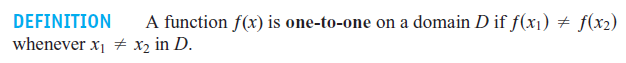 DEFINITION A function f(x) is one-to-one on a domain D if f(x₁) ≠ f(x₂)
whenever x₁ ≠ x₂ in D.